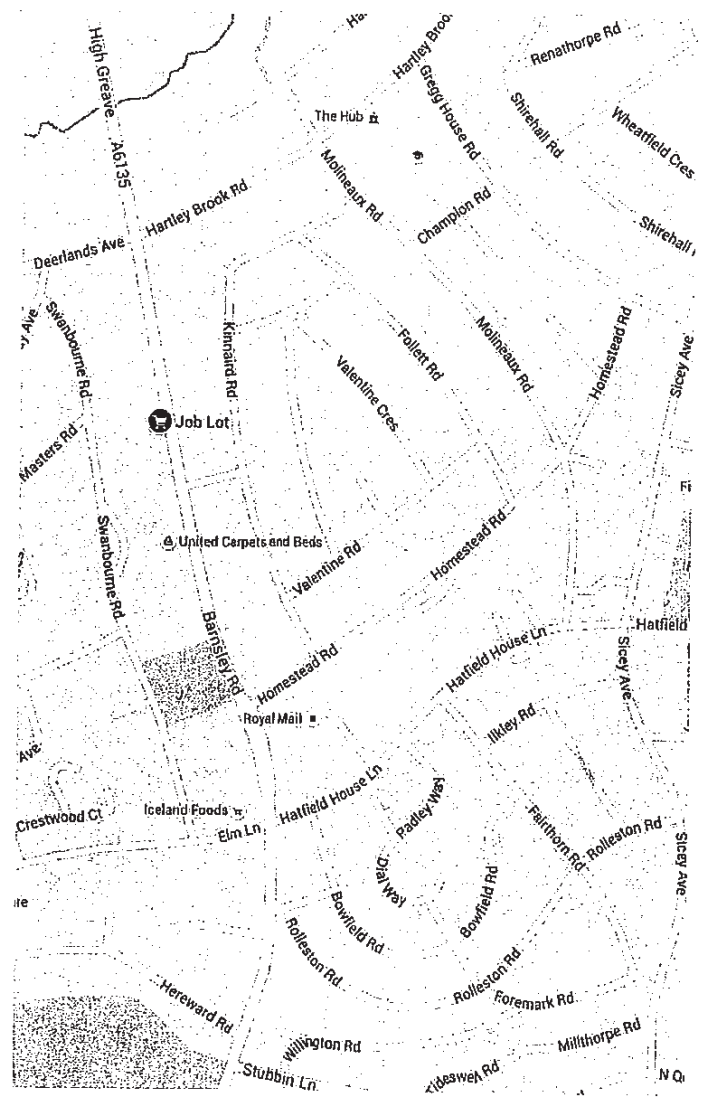 High Greave
Hartley
Renathorpe Rd
Gregg House Rd
Shirehall Rd
The Hub
Wheatfield Cres
A6135
Molineaux Rd
Hartley Brook Rd
Champion Rd
Deerlands Ave
Shirehall
Swanbourne Rd
Kinnaird Rd
Follett Rd
Molineaux Rd
Homestead Rd
Sicey Ave
Valentine Cres
Job Lot
Masters Rd
Swanbourne Rd
United Carpets and Beds
Homestead Rd
Valentine Rd
Barnsley Rd
Hatfield
Hatfield House Ln
Sicey Ave
Homestead Rd
Royal Mail
Ilkley Rd
Ave
Hatfield House Ln
Iceland Foods
Crestwood Ct
Elm Ln
Padley Way
Fairthorn Rd
Rolleston Rd
Sicey Ave
Dial Way
Bowfield Rd
Bowfield Rd
Rolleston Rd
Rolleston Rd
Hereward Rd
Foremark Rd
Willington Rd
Millthorpe Rd
Stubbin Ln
Tideswell Rd